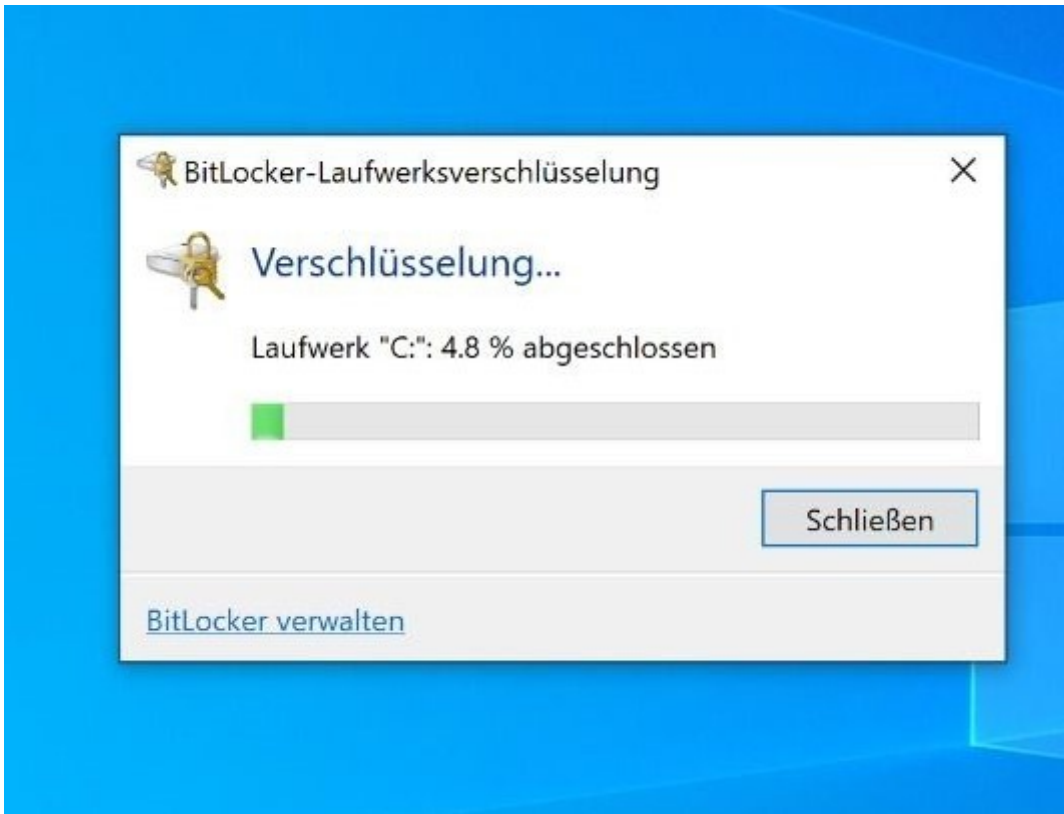 BitLocker-Laufwerksverschlüsselung
Verschlüsselung...
Laufwerk "C:": 4.8 % abgeschlossen
Schließen
BitLocker verwalten